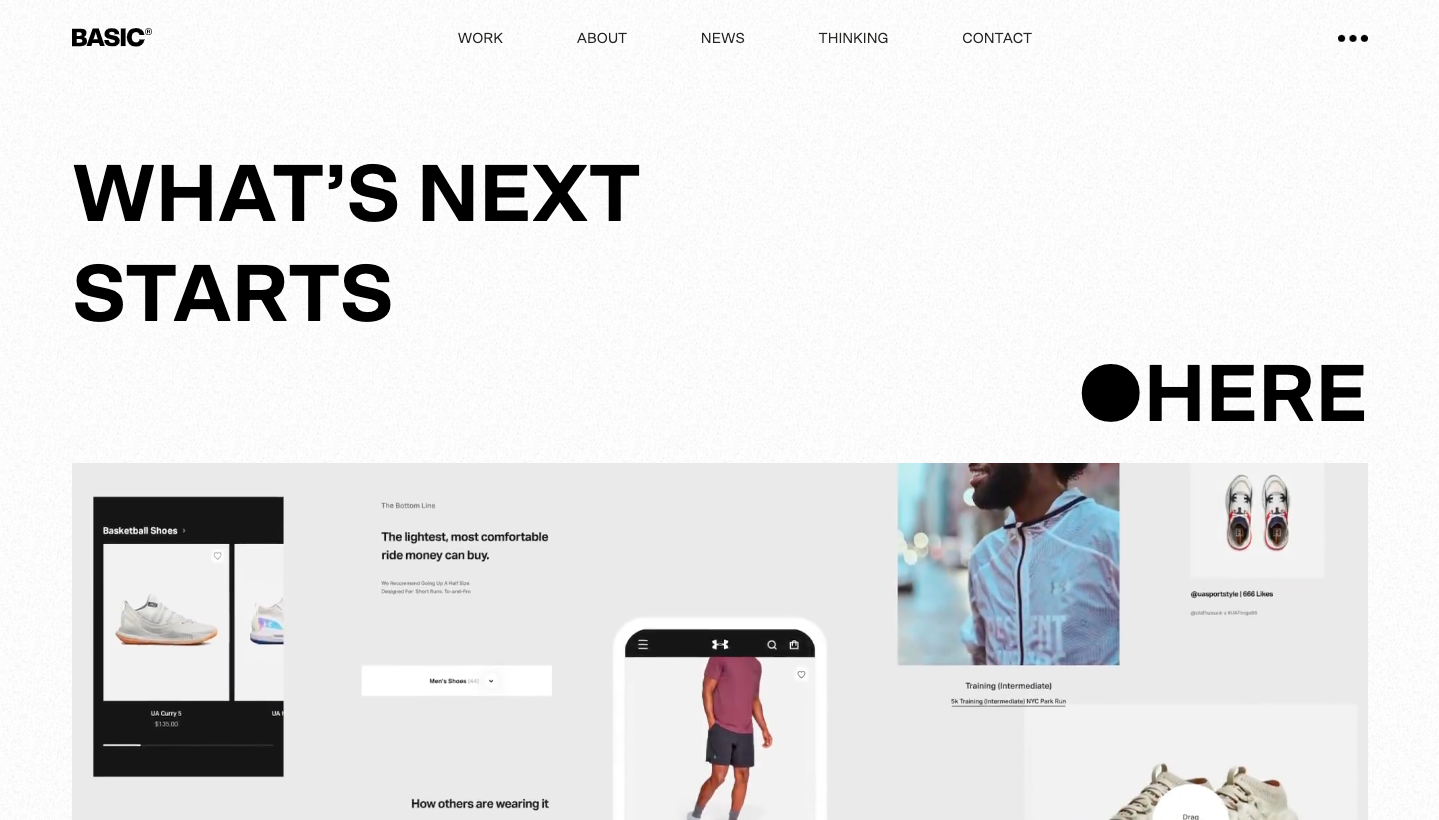 BASIC®
WORK
ABOUT
NEWS
THINKING
CONTACT
WHAT’S NEXT
STARTS
HERE
Basketball Shoes
UA Curry 5
$135.00
UA
The Bottom Line
The lightest, most comfortable
ride money can buy.
We Recommend Going Up A Half Size
Designed For: Short Runs, To-and-Fro
Men's Shoes
How others are wearing it
Training (Intermediate)
5k Training (Intermediate) NYC Park Run
@uasportstyle | 666 Likes
Drag